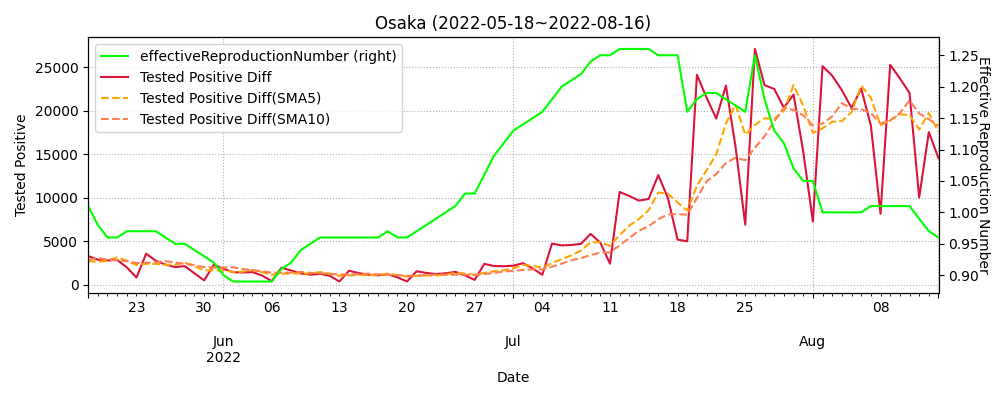 Osaka (2022-05-18~2022-08-16)
effectiveReproductionNumber (right)
Tested Positive Diff
Tested Positive Diff(SMA5)
Tested Positive Diff(SMA10)
Tested Positive
25000
20000
15000
10000
5000
0
1.25
1.20
1.15
1.10
1.05
1.00
0.95
0.90
Effective Reproduction Number
23 30 06 13 20 27 04 11 18 25 08
Jun Jul Aug
2022
Date